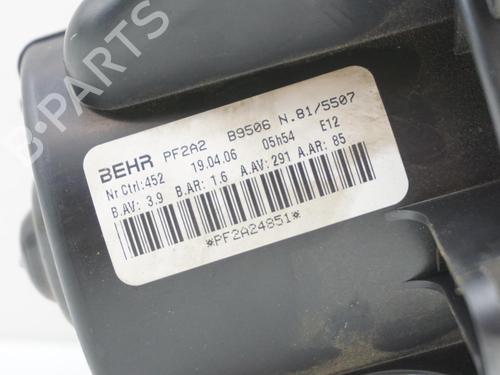 B-PARTS
BEHR PF2A2 B9506 N.81/5507
Nr Ctrl:452 19.04.06 05h54 E12
B.AV: 3.9 B.AR: 1.6 A.AV: 291 A.AR: 85
*PF2A24851*